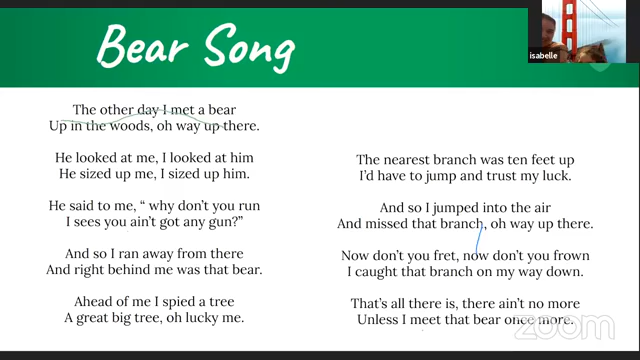 Bear Song
isabelle
The other day I met a bear
Up in the woods, oh way up there.
He looked at me, I looked at him
He sized up me, I sized up him.
He said to me, “ why don’t you run
I sees you ain’t got any gun?”
And so I ran away from there
And right behind me was that bear.
Ahead of me I spied a tree
A great big tree, oh lucky me.
The nearest branch was ten feet up
I’d have to jump and trust my luck.
And so I jumped into the air
And missed that branch, oh way up there.
Now don’t you fret, now don’t you frown
I caught that branch on my way down.
That’s all there is, there ain’t no more
Unless I meet that bear once more.
zoom